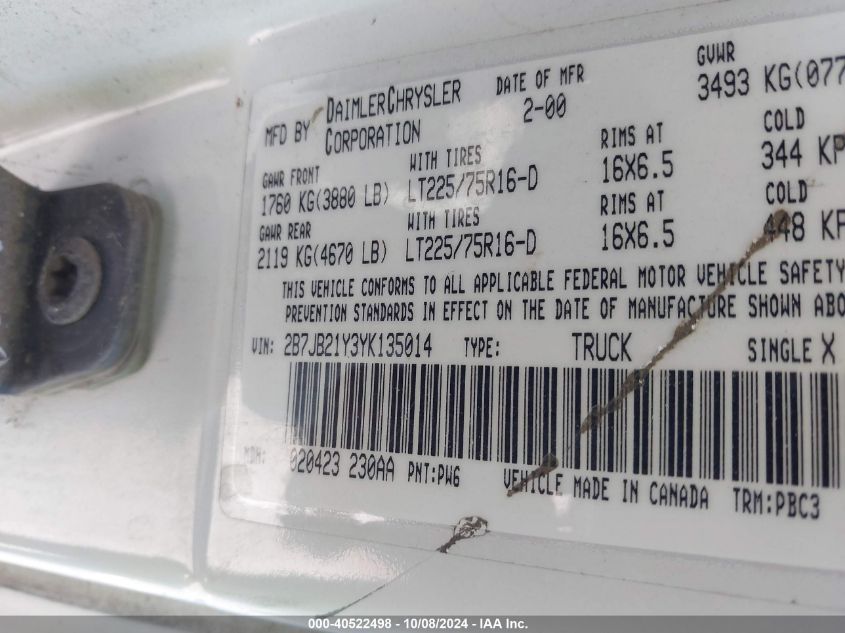 MFD BY DAIMLERCHRYSLER CORPORATION
DATE OF MFR 2-00
GVWR 3493 KG(077
GAWR FRONT WITH TIRES RIMS AT COLD
1760 KG(3880 LB) LT225/75R16-D 16X6.5 344 KP
GAWR REAR WITH TIRES RIMS AT COLD
2119 KG(4670 LB) LT225/75R16-D 16X6.5 448 KP
THIS VEHICLE CONFORMS TO ALL APPLICABLE FEDERAL MOTOR VEHICLE SAFETY
PREVENTION STANDARDS IN EFFECT ON THE DATE OF MANUFACTURE SHOWN ABO
VIN: 2B7JB21Y3YK135014 TYPE: TRUCK SINGLE X
MDH: 020423 230AA PNT:PW6 VEHICLE MADE IN CANADA TRM:PBC3
000-40522498 - 10/08/2024 - IAA Inc.